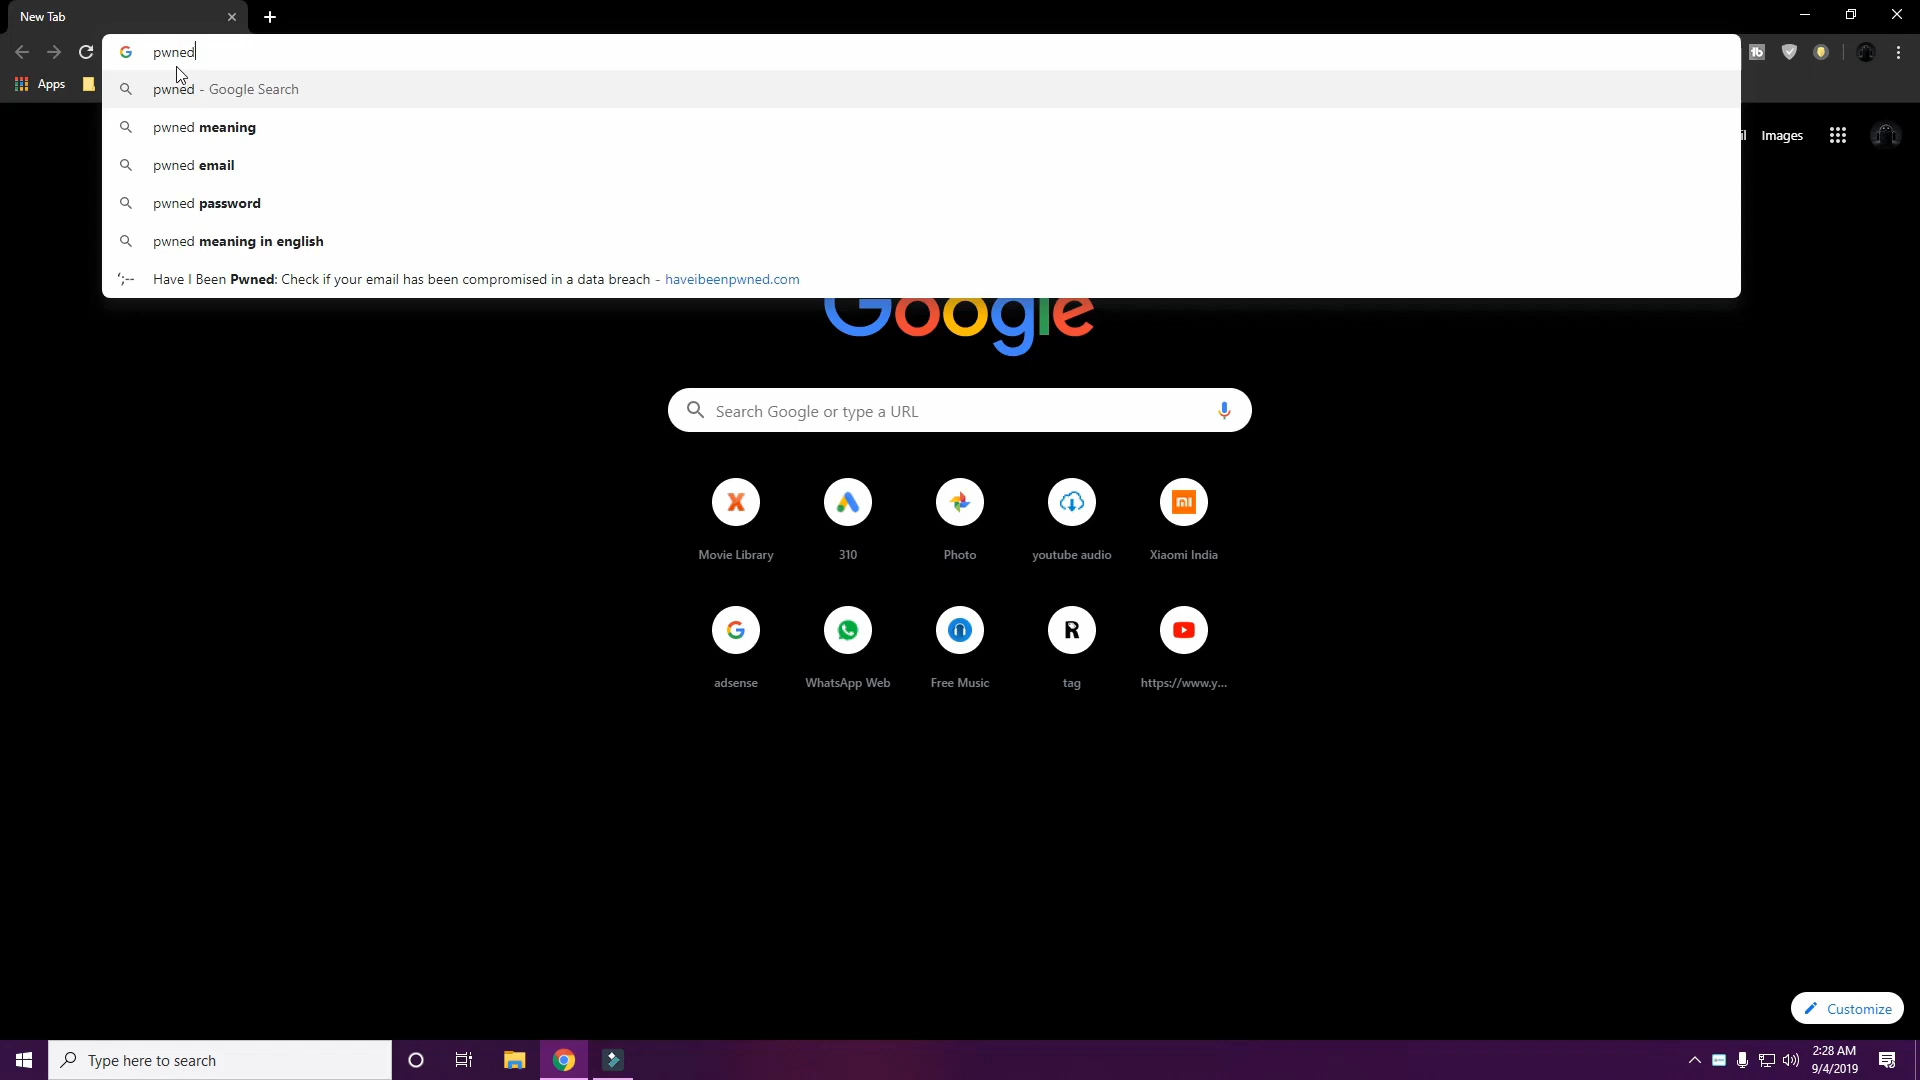 New Tab
pwned
Apps
pwned - Google Search
pwned meaning
pwned email
pwned password
pwned meaning in english
Have I Been Pwned: Check if your email has been compromised in a data breach - haveibeenpwned.com
Images
Google
Search Google or type a URL
Movie Library
310
Photo
youtube audio
Xiaomi India
adsense
WhatsApp Web
Free Music
tag
https://www.y...
Customize
Type here to search
2:28 AM
9/4/2019